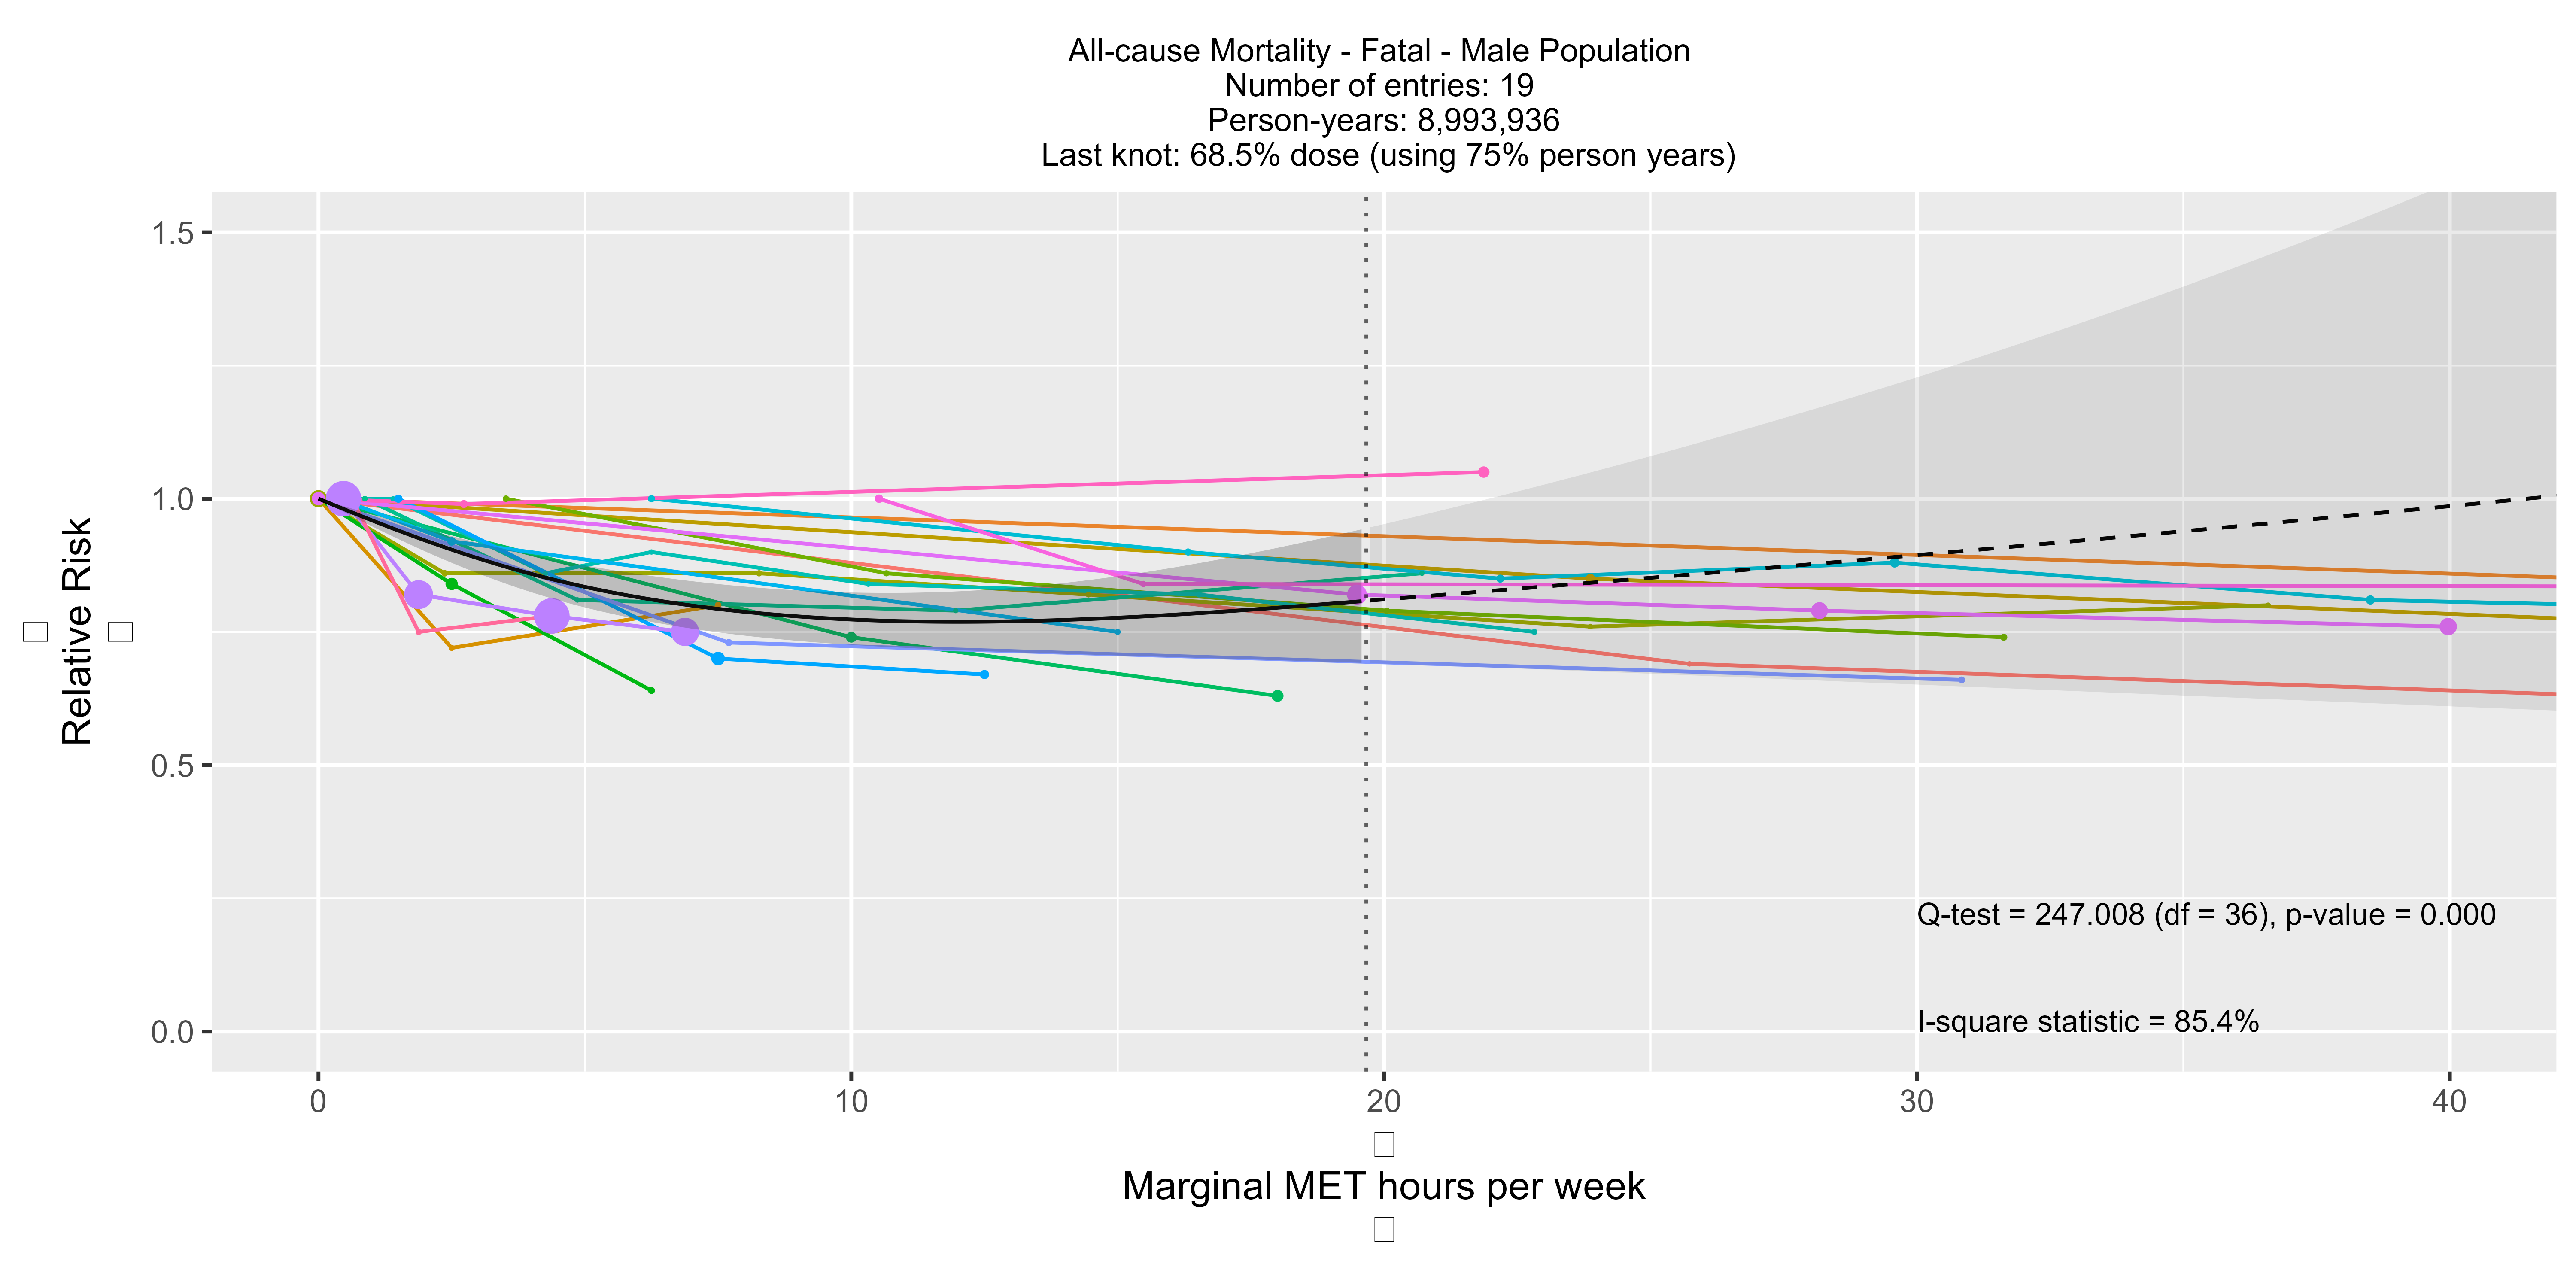 All-cause Mortality - Fatal - Male Population
Number of entries: 19
Person-years: 8,993,936
Last knot: 68.5% dose (using 75% person years)
1.5
1.0
0.5
0.0
Relative Risk
Q-test = 247.008 (df = 36), p-value = 0.000
I-square statistic = 85.4%
0 10 20 30 40
Marginal MET hours per week